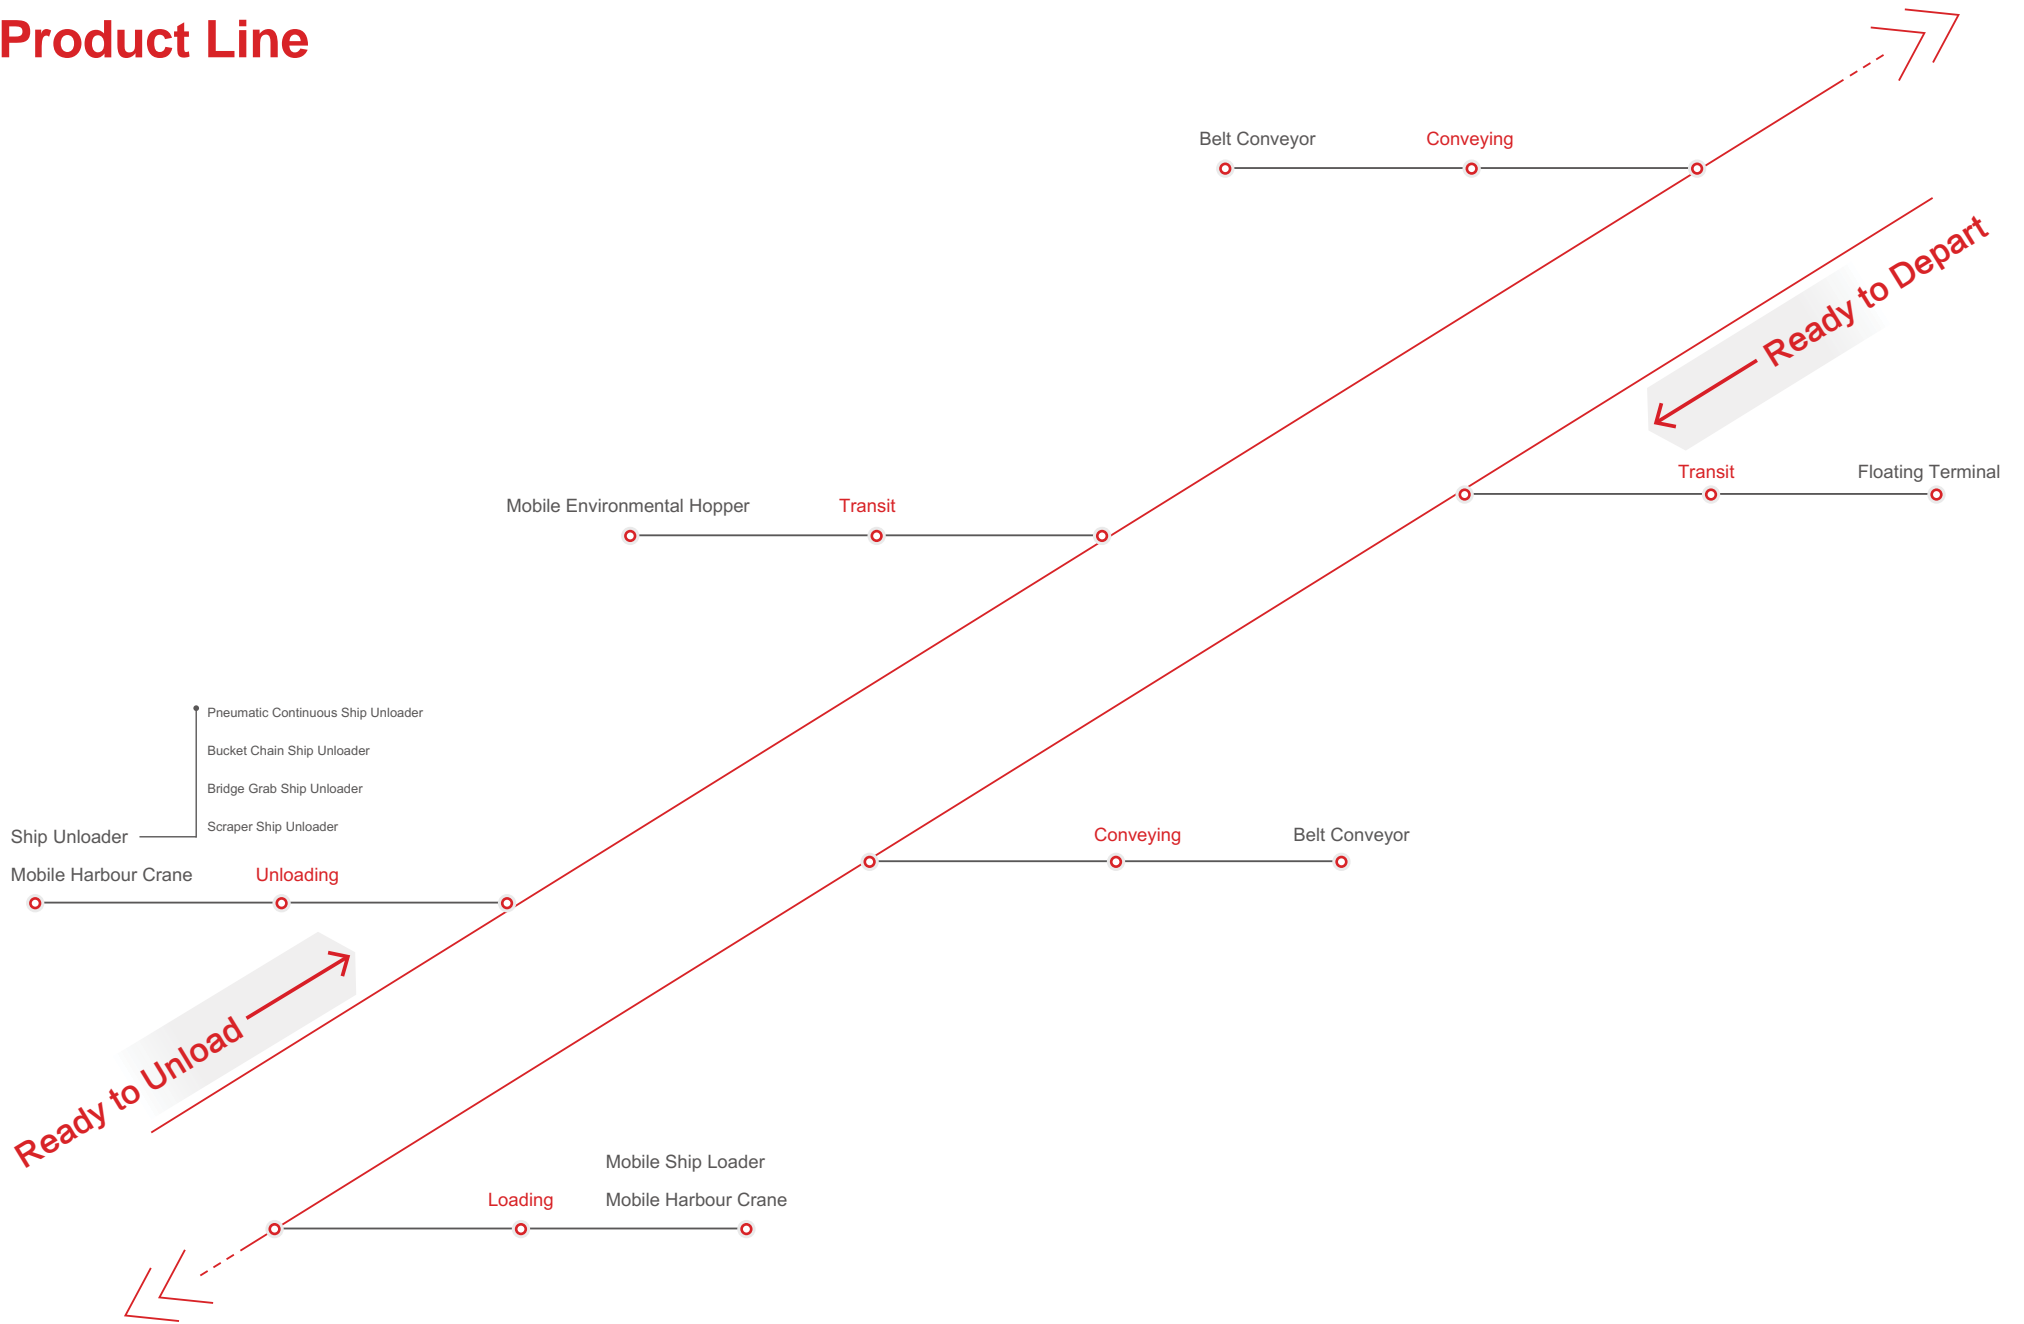 Product Line
Belt Conveyor
Conveying
Ready to Depart
Transit
Floating Terminal
Mobile Environmental Hopper
Transit
Pneumatic Continuous Ship Unloader
Bucket Chain Ship Unloader
Bridge Grab Ship Unloader
Scraper Ship Unloader
Ship Unloader
Mobile Harbour Crane
Unloading
Conveying
Belt Conveyor
Ready to Unload
Mobile Ship Loader
Loading
Mobile Harbour Crane